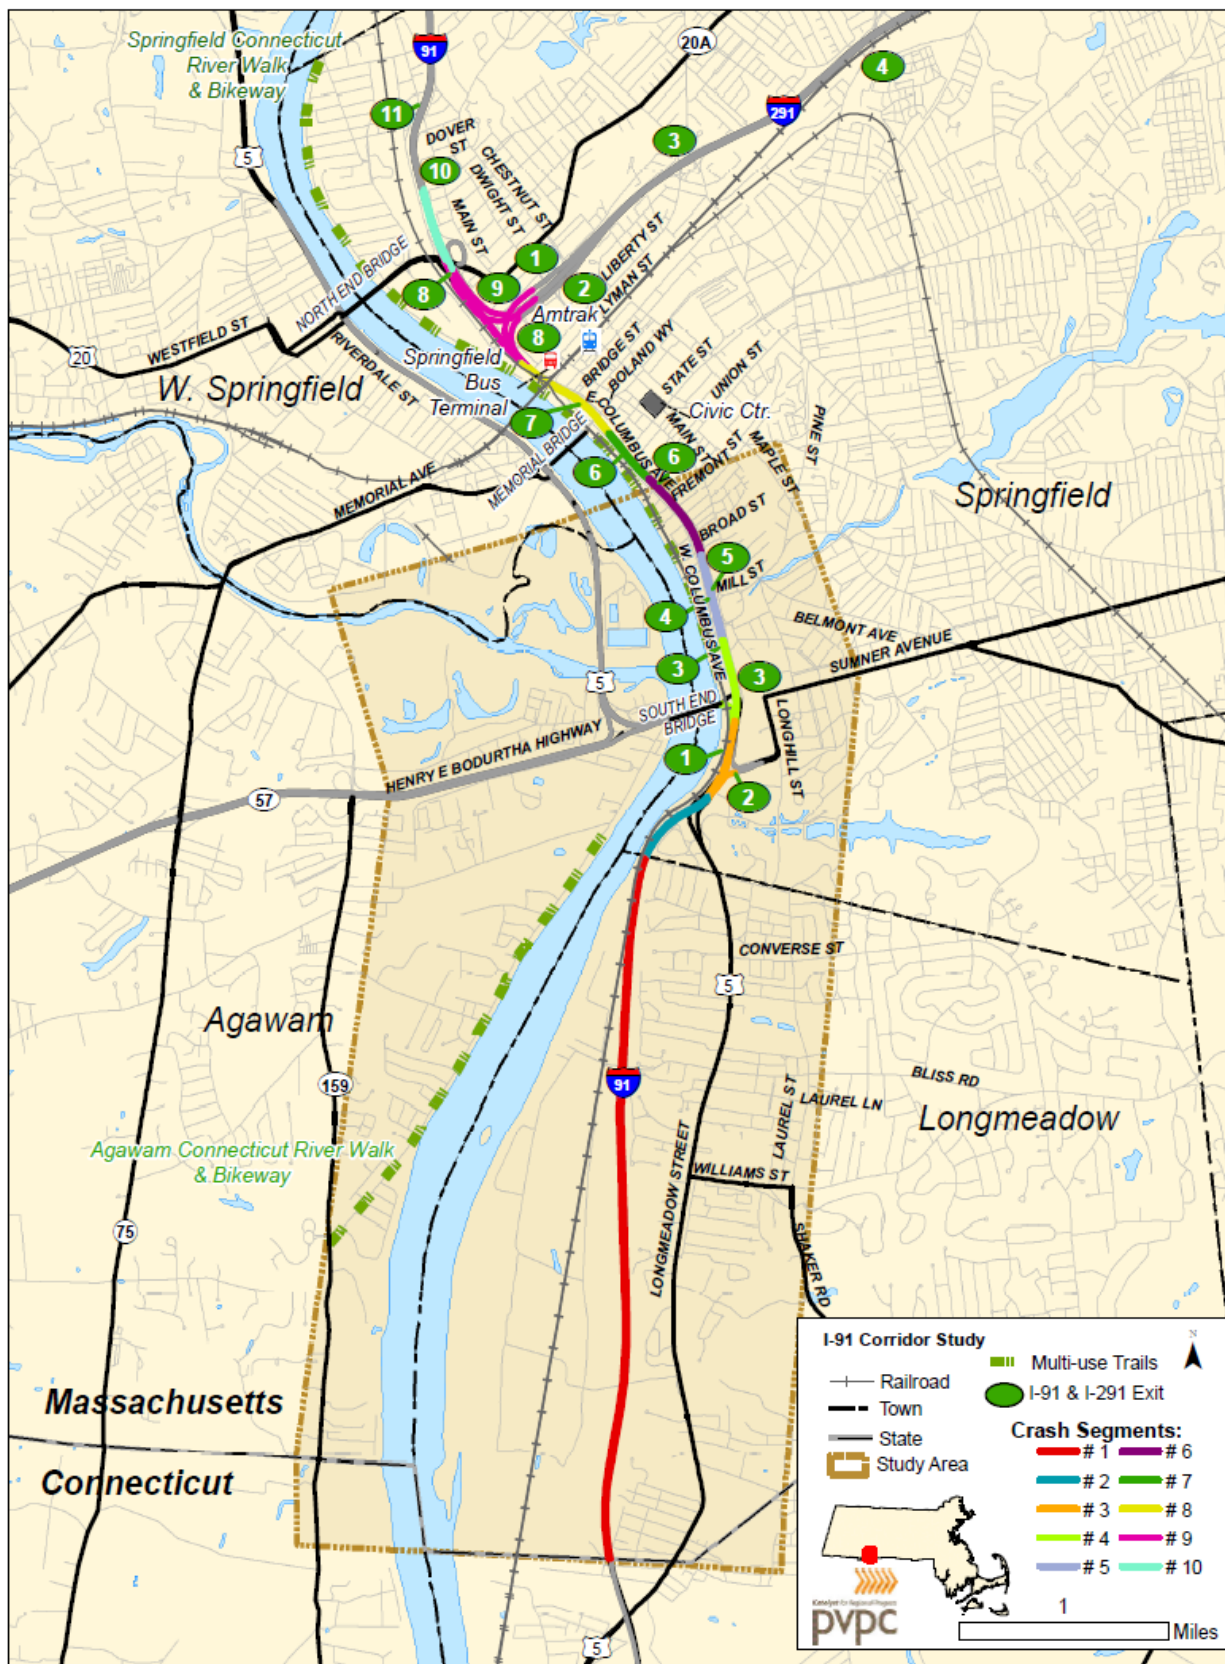 Springfield Connecticut
River Walk
& Bikeway
91
20A
4
291
11
5
3
DOVER
ST
CHESTNUT ST
DWIGHT ST
10
MAIN ST
1
LIBERTY ST
LYMAN ST
NORTH END BRIDGE
8
9
2
Amtrak
WESTFIELD ST
20
RIVERDALE ST
8
Springfield
Bus
Terminal
BRIDGE ST
BOLAND WY
STATE ST
UNION ST
W. Springfield
7
E COLUMBUS AVE
Civic Ctr.
MAIN ST
PINE ST
MAPLE ST
FREMONT ST
MEMORIAL BRIDGE
6
6
MEMORIAL AVE
Springfield
BROAD ST
5
W. COLUMBUS AVE
MILL ST
4
BELMONT AVE
SUMNER AVENUE
3
3
5
SOUTH END
BRIDGE
LONGHILL ST
HENRY E BODURTHA HIGHWAY
1
57
2
CONVERSE ST
5
Agawam
159
91
BLISS RD
LAUREL ST
LAUREL LN
Longmeadow
Agawam Connecticut River Walk
& Bikeway
WILLIAMS ST
LONGMEADOW STREET
75
SHAKER RD
Massachusetts
Connecticut
5
I-91 Corridor Study
N
Multi-use Trails
Railroad
I-91 & I-291 Exit
Town
State
Study Area
Crash Segments:
# 1
# 6
# 2
# 7
# 3
# 8
# 4
# 9
# 5
# 10
Katalyst for Regional Progress
pvpc
1
Miles